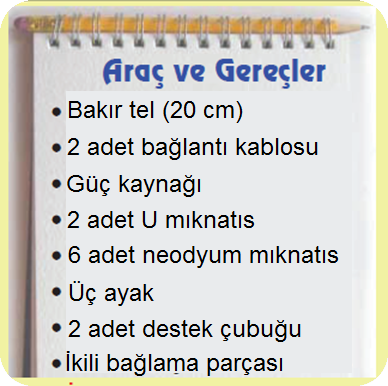 Araç ve Gereçler
• Bakır tel (20 cm)
• 2 adet bağlantı kablosu
• Güç kaynağı
• 2 adet U mıknatıs
• 6 adet neodyum mıknatıs
• Üç ayak
• 2 adet destek çubuğu
• İkili bağlama parçası